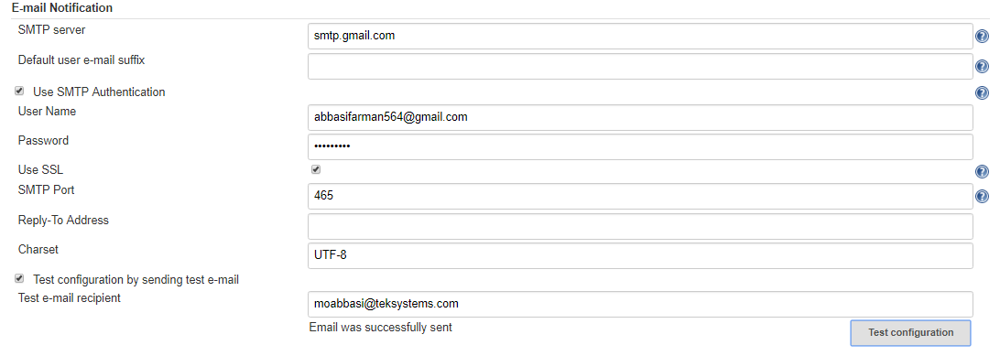 E-mail Notification
SMTP server
smtp.gmail.com
Default user e-mail suffix
Use SMTP Authentication
User Name
abbasifarman564@gmail.com
Password
•••••••••
Use SSL
SMTP Port
465
Reply-To Address
Charset
UTF-8
Test configuration by sending test e-mail
Test e-mail recipient
moabbasi@teksystems.com
Email was successfully sent
Test configuration